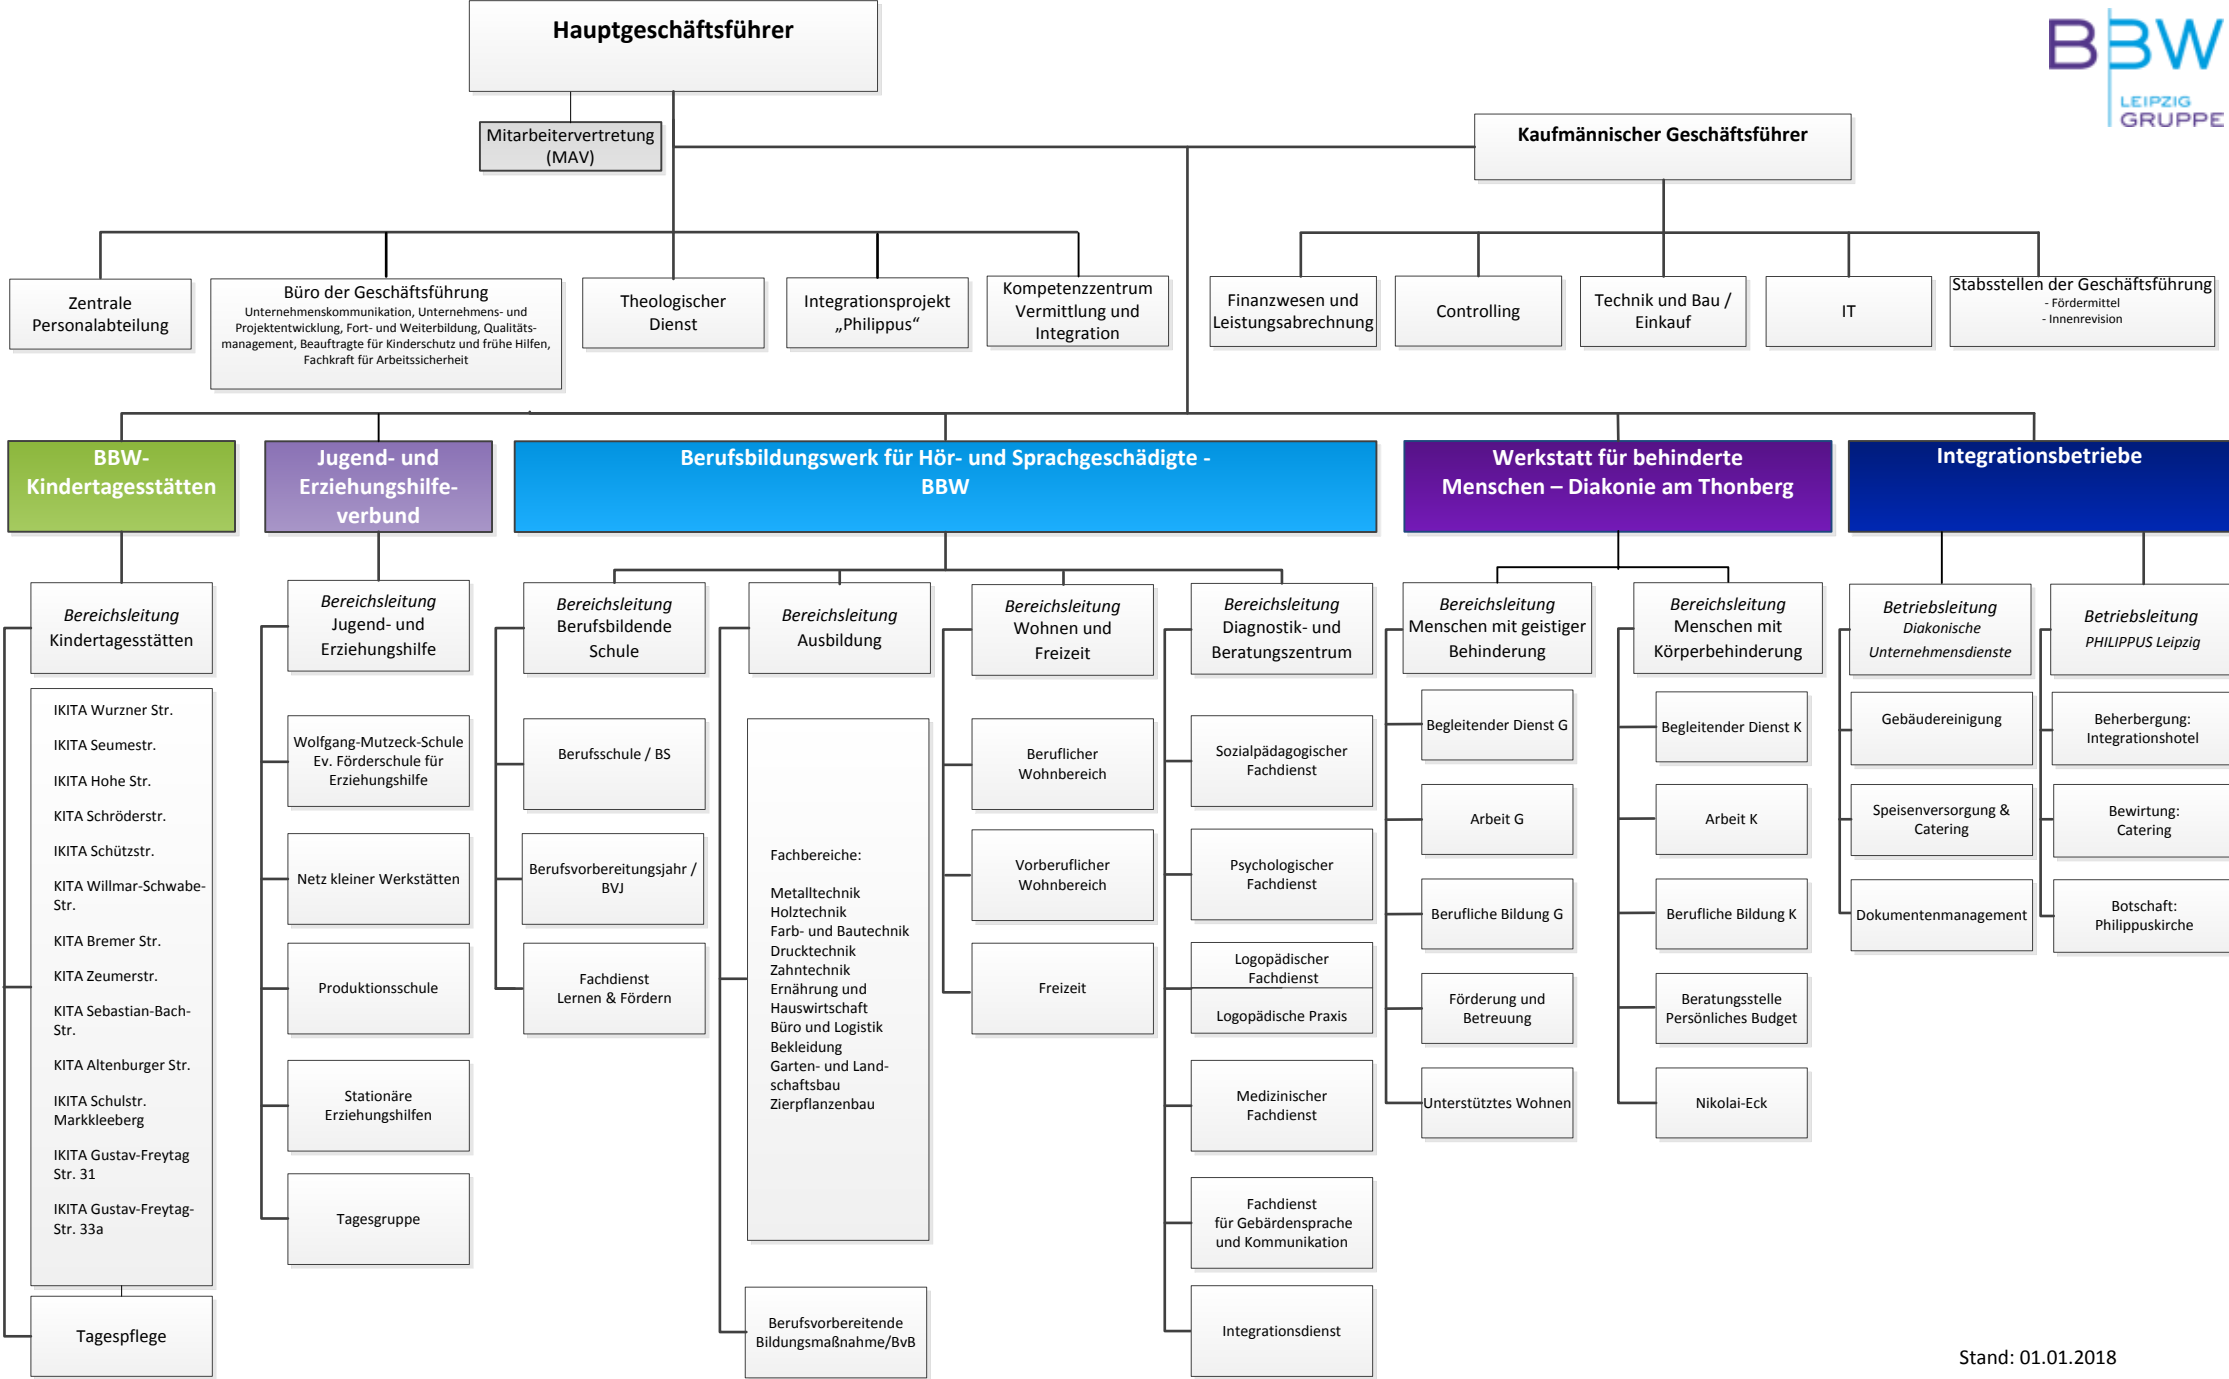 Hauptgeschäftsführer
BBW
LEIPZIG
GRUPPE
Mitarbeitervertretung
(MAV)
Kaufmännischer Geschäftsführer
Zentrale
Personalabteilung
Büro der Geschäftsführung
Unternehmenskommunikation, Unternehmens- und
Projektentwicklung, Fort- und Weiterbildung, Qualitäts-
management, Beauftragte für Kinderschutz und frühe Hilfen,
Fachkraft für Arbeitssicherheit
Theologischer
Dienst
Integrationsprojekt
„Philippus“
Kompetenzzentrum
Vermittlung und
Integration
Finanzwesen und
Leistungsabrechnung
Controlling
Technik und Bau /
Einkauf
IT
Stabsstellen der Geschäftsführung
- Fördermittel
- Innenrevision
BBW-
Kindertagesstätten
Jugend- und
Erziehungshilfe-
verbund
Berufsbildungswerk für Hör- und Sprachgeschädigte -
BBW
Werkstatt für behinderte
Menschen – Diakonie am Thonberg
Integrationsbetriebe
Bereichsleitung
Kindertagesstätten
IKITA Wurzner Str.
IKITA Seumestr.
IKITA Hohe Str.
KITA Schröderstr.
IKITA Schützstr.
KITA Willmar-Schwabe-
Str.
KITA Bremer Str.
KITA Zeumerstr.
KITA Sebastian-Bach-
Str.
KITA Altenburger Str.
IKITA Schulstr.
Markkleeberg
IKITA Gustav-Freytag
Str. 31
IKITA Gustav-Freytag-
Str. 33a
Tagespflege
Bereichsleitung
Jugend- und
Erziehungshilfe
Wolfgang-Mutzeck-Schule
Ev. Förderschule für
Erziehungshilfe
Netz kleiner Werkstätten
Produktionsschule
Stationäre
Erziehungshilfen
Tagesgruppe
Bereichsleitung
Berufsbildende
Schule
Berufsschule / BS
Berufsvorbereitungsjahr /
BVJ
Fachdienst
Lernen & Fördern
Bereichsleitung
Ausbildung
Fachbereiche:
Metalltechnik
Holztechnik
Farb- und Bautechnik
Drucktechnik
Zahntechnik
Ernährung und
Hauswirtschaft
Büro und Logistik
Bekleidung
Garten- und Land-
schaftsbau
Zierpflanzenbau
Berufsvorbereitende
Bildungsmaßnahme/BvB
Bereichsleitung
Wohnen und
Freizeit
Beruflicher
Wohnbereich
Vorberuflicher
Wohnbereich
Freizeit
Bereichsleitung
Diagnostik- und
Beratungszentrum
Sozialpädagogischer
Fachdienst
Psychologischer
Fachdienst
Logopädischer
Fachdienst
Logopädische Praxis
Medizinischer
Fachdienst
Fachdienst
für Gebärdensprache
und Kommunikation
Integrationsdienst
Bereichsleitung
Menschen mit geistiger
Behinderung
Begleitender Dienst G
Arbeit G
Berufliche Bildung G
Förderung und
Betreuung
Unterstütztes Wohnen
Bereichsleitung
Menschen mit
Körperbehinderung
Begleitender Dienst K
Arbeit K
Berufliche Bildung K
Beratungsstelle
Persönliches Budget
Nikolai-Eck
Betriebsleitung
Diakonische
Unternehmensdienste
Gebäudereinigung
Speisenversorgung &
Catering
Dokumentenmanagement
Betriebsleitung
PHILIPPUS Leipzig
Beherbergung:
Integrationshotel
Bewirtung:
Catering
Botschaft:
Philippuskirche
Stand: 01.01.2018